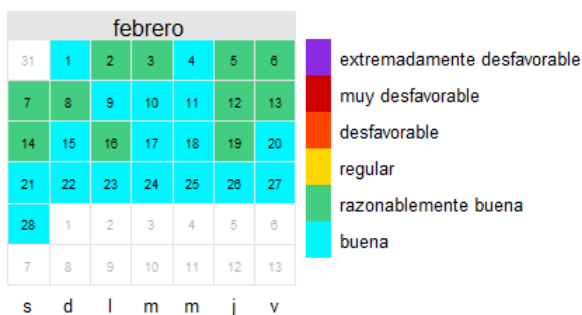 febrero
31 1 2 3 4 5 6
7 8 9 10 11 12 13
14 15 16 17 18 19 20
21 22 23 24 25 26 27
28 1 2 3 4 5 6
7 8 9 10 11 12 13
s d l m m j v
extremadamente desfavorable
muy desfavorable
desfavorable
regular
razonablemente buena
buena